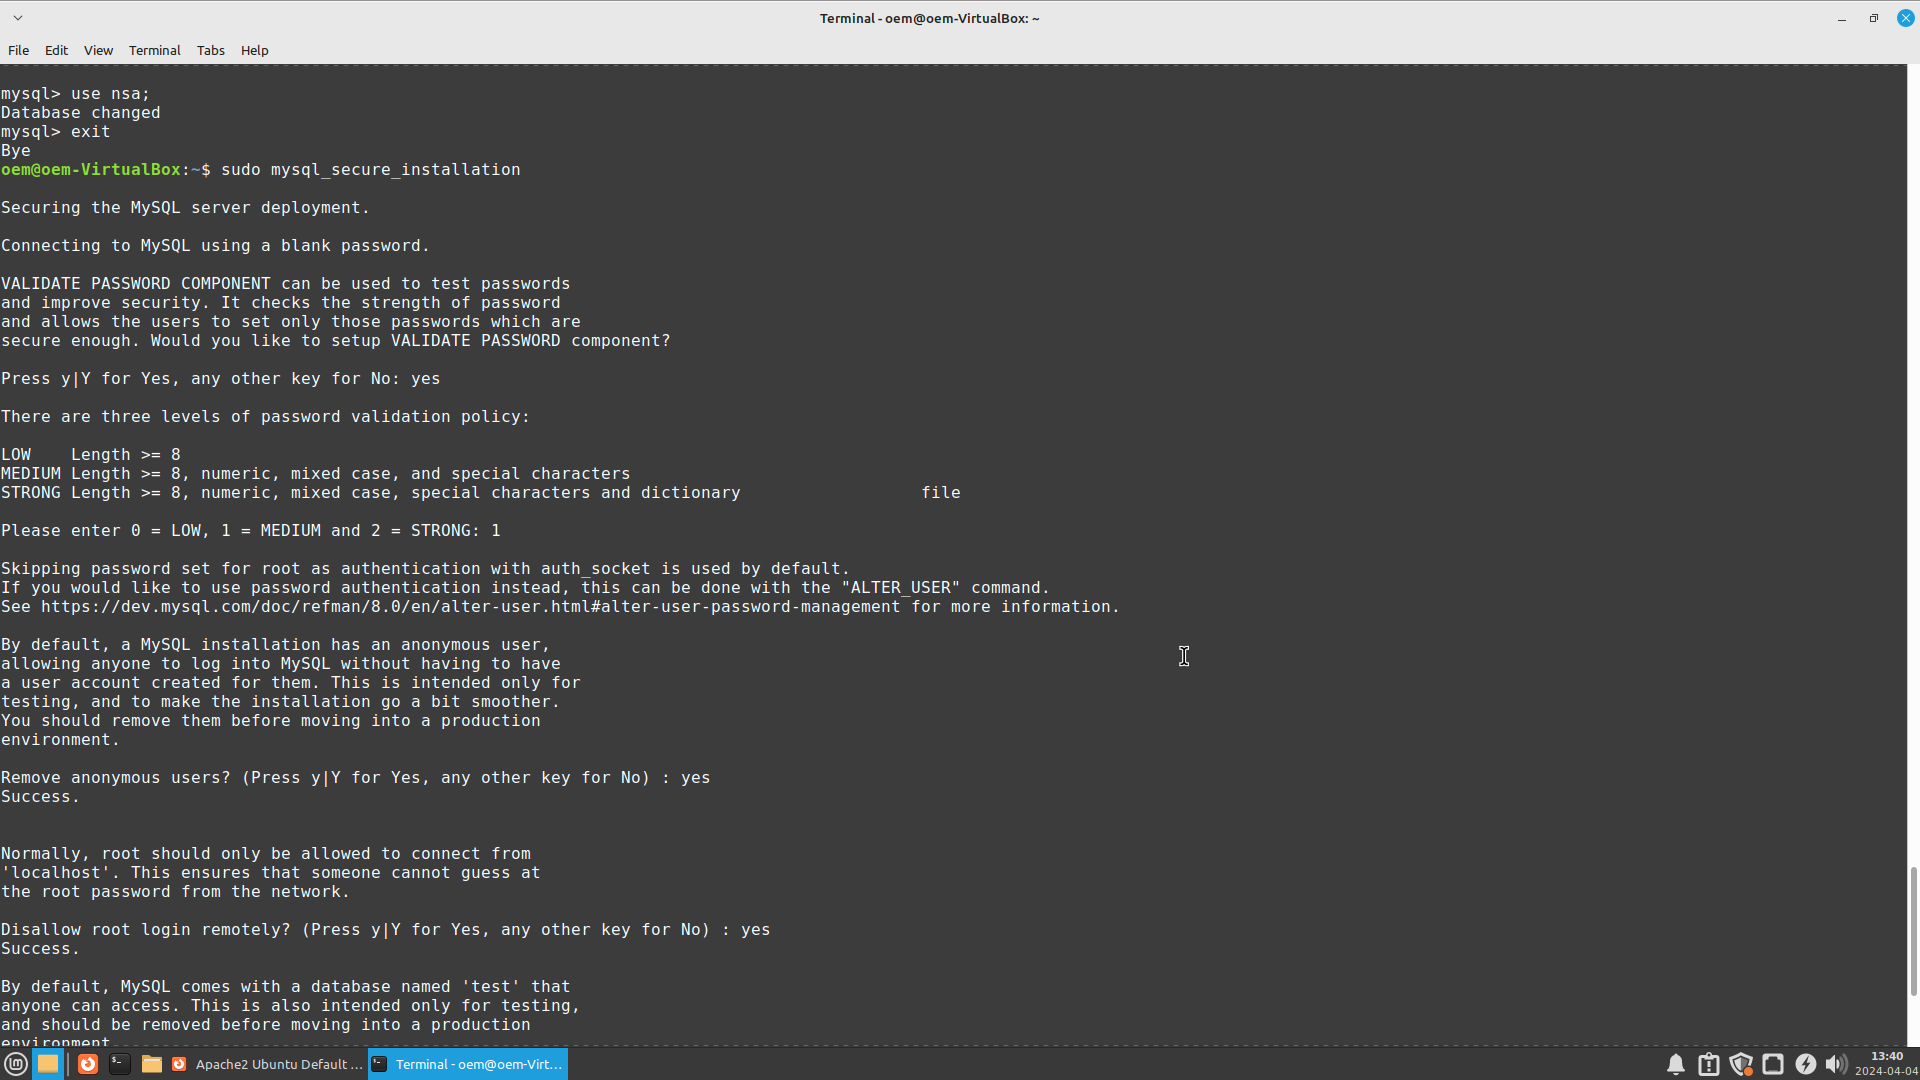 Terminal - oem@oem-VirtualBox: ~
File Edit View Terminal Tabs Help
mysql> use nsa;
Database changed
mysql> exit
Bye
oem@oem-VirtualBox:~$ sudo mysql_secure_installation
Securing the MySQL server deployment.
Connecting to MySQL using a blank password.
VALIDATE PASSWORD COMPONENT can be used to test passwords
and improve security. It checks the strength of password
and allows the users to set only those passwords which are
secure enough. Would you like to setup VALIDATE PASSWORD component?
Press y|Y for Yes, any other key for No: yes
There are three levels of password validation policy:
LOW    Length >= 8
MEDIUM Length >= 8, numeric, mixed case, and special characters
STRONG Length >= 8, numeric, mixed case, special characters and dictionary                  file
Please enter 0 = LOW, 1 = MEDIUM and 2 = STRONG: 1
Skipping password set for root as authentication with auth_socket is used by default.
If you would like to use password authentication instead, this can be done with the "ALTER_USER" command.
See https://dev.mysql.com/doc/refman/8.0/en/alter-user.html#alter-user-password-management for more information.
By default, a MySQL installation has an anonymous user,
allowing anyone to log into MySQL without having to have
a user account created for them. This is intended only for
testing, and to make the installation go a bit smoother.
You should remove them before moving into a production
environment.
Remove anonymous users? (Press y|Y for Yes, any other key for No) : yes
Success.
Normally, root should only be allowed to connect from
'localhost'. This ensures that someone cannot guess at
the root password from the network.
Disallow root login remotely? (Press y|Y for Yes, any other key for No) : yes
Success.
By default, MySQL comes with a database named 'test' that
anyone can access. This is also intended only for testing,
and should be removed before moving into a production
environment.
Apache2 Ubuntu Default ...
Terminal - oem@oem-Virt...
13:40
2024-04-04